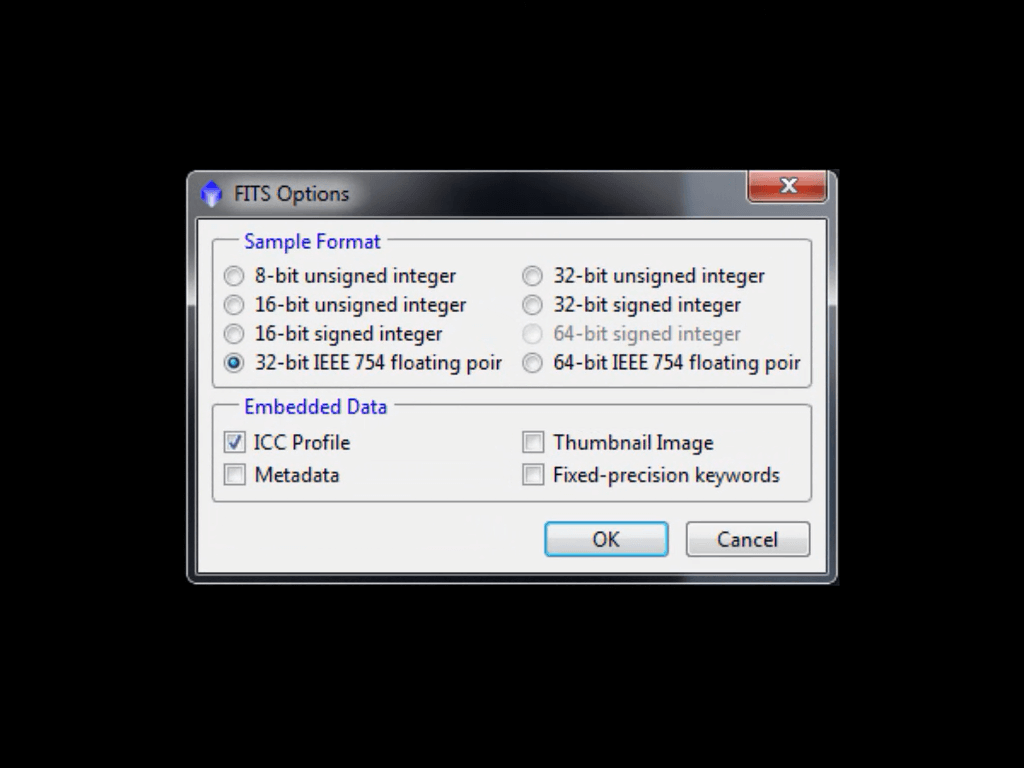 FITS Options
Sample Format
8-bit unsigned integer
32-bit unsigned integer
16-bit unsigned integer
32-bit signed integer
16-bit signed integer
64-bit signed integer
32-bit IEEE 754 floating poir
64-bit IEEE 754 floating poir
Embedded Data
ICC Profile
Thumbnail Image
Metadata
Fixed-precision keywords
OK
Cancel